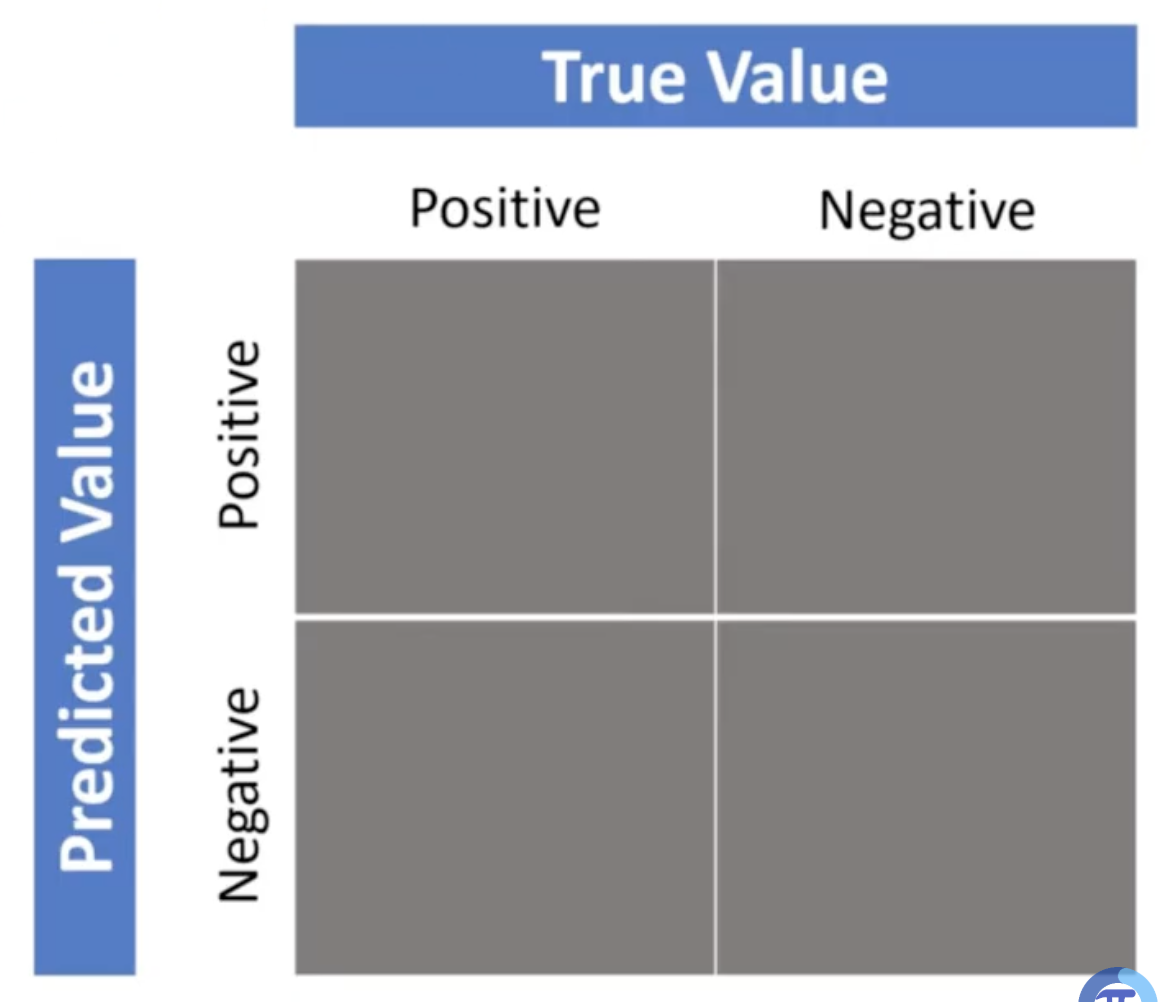 True Value
Positive
Negative
Predicted Value
Positive
Negative